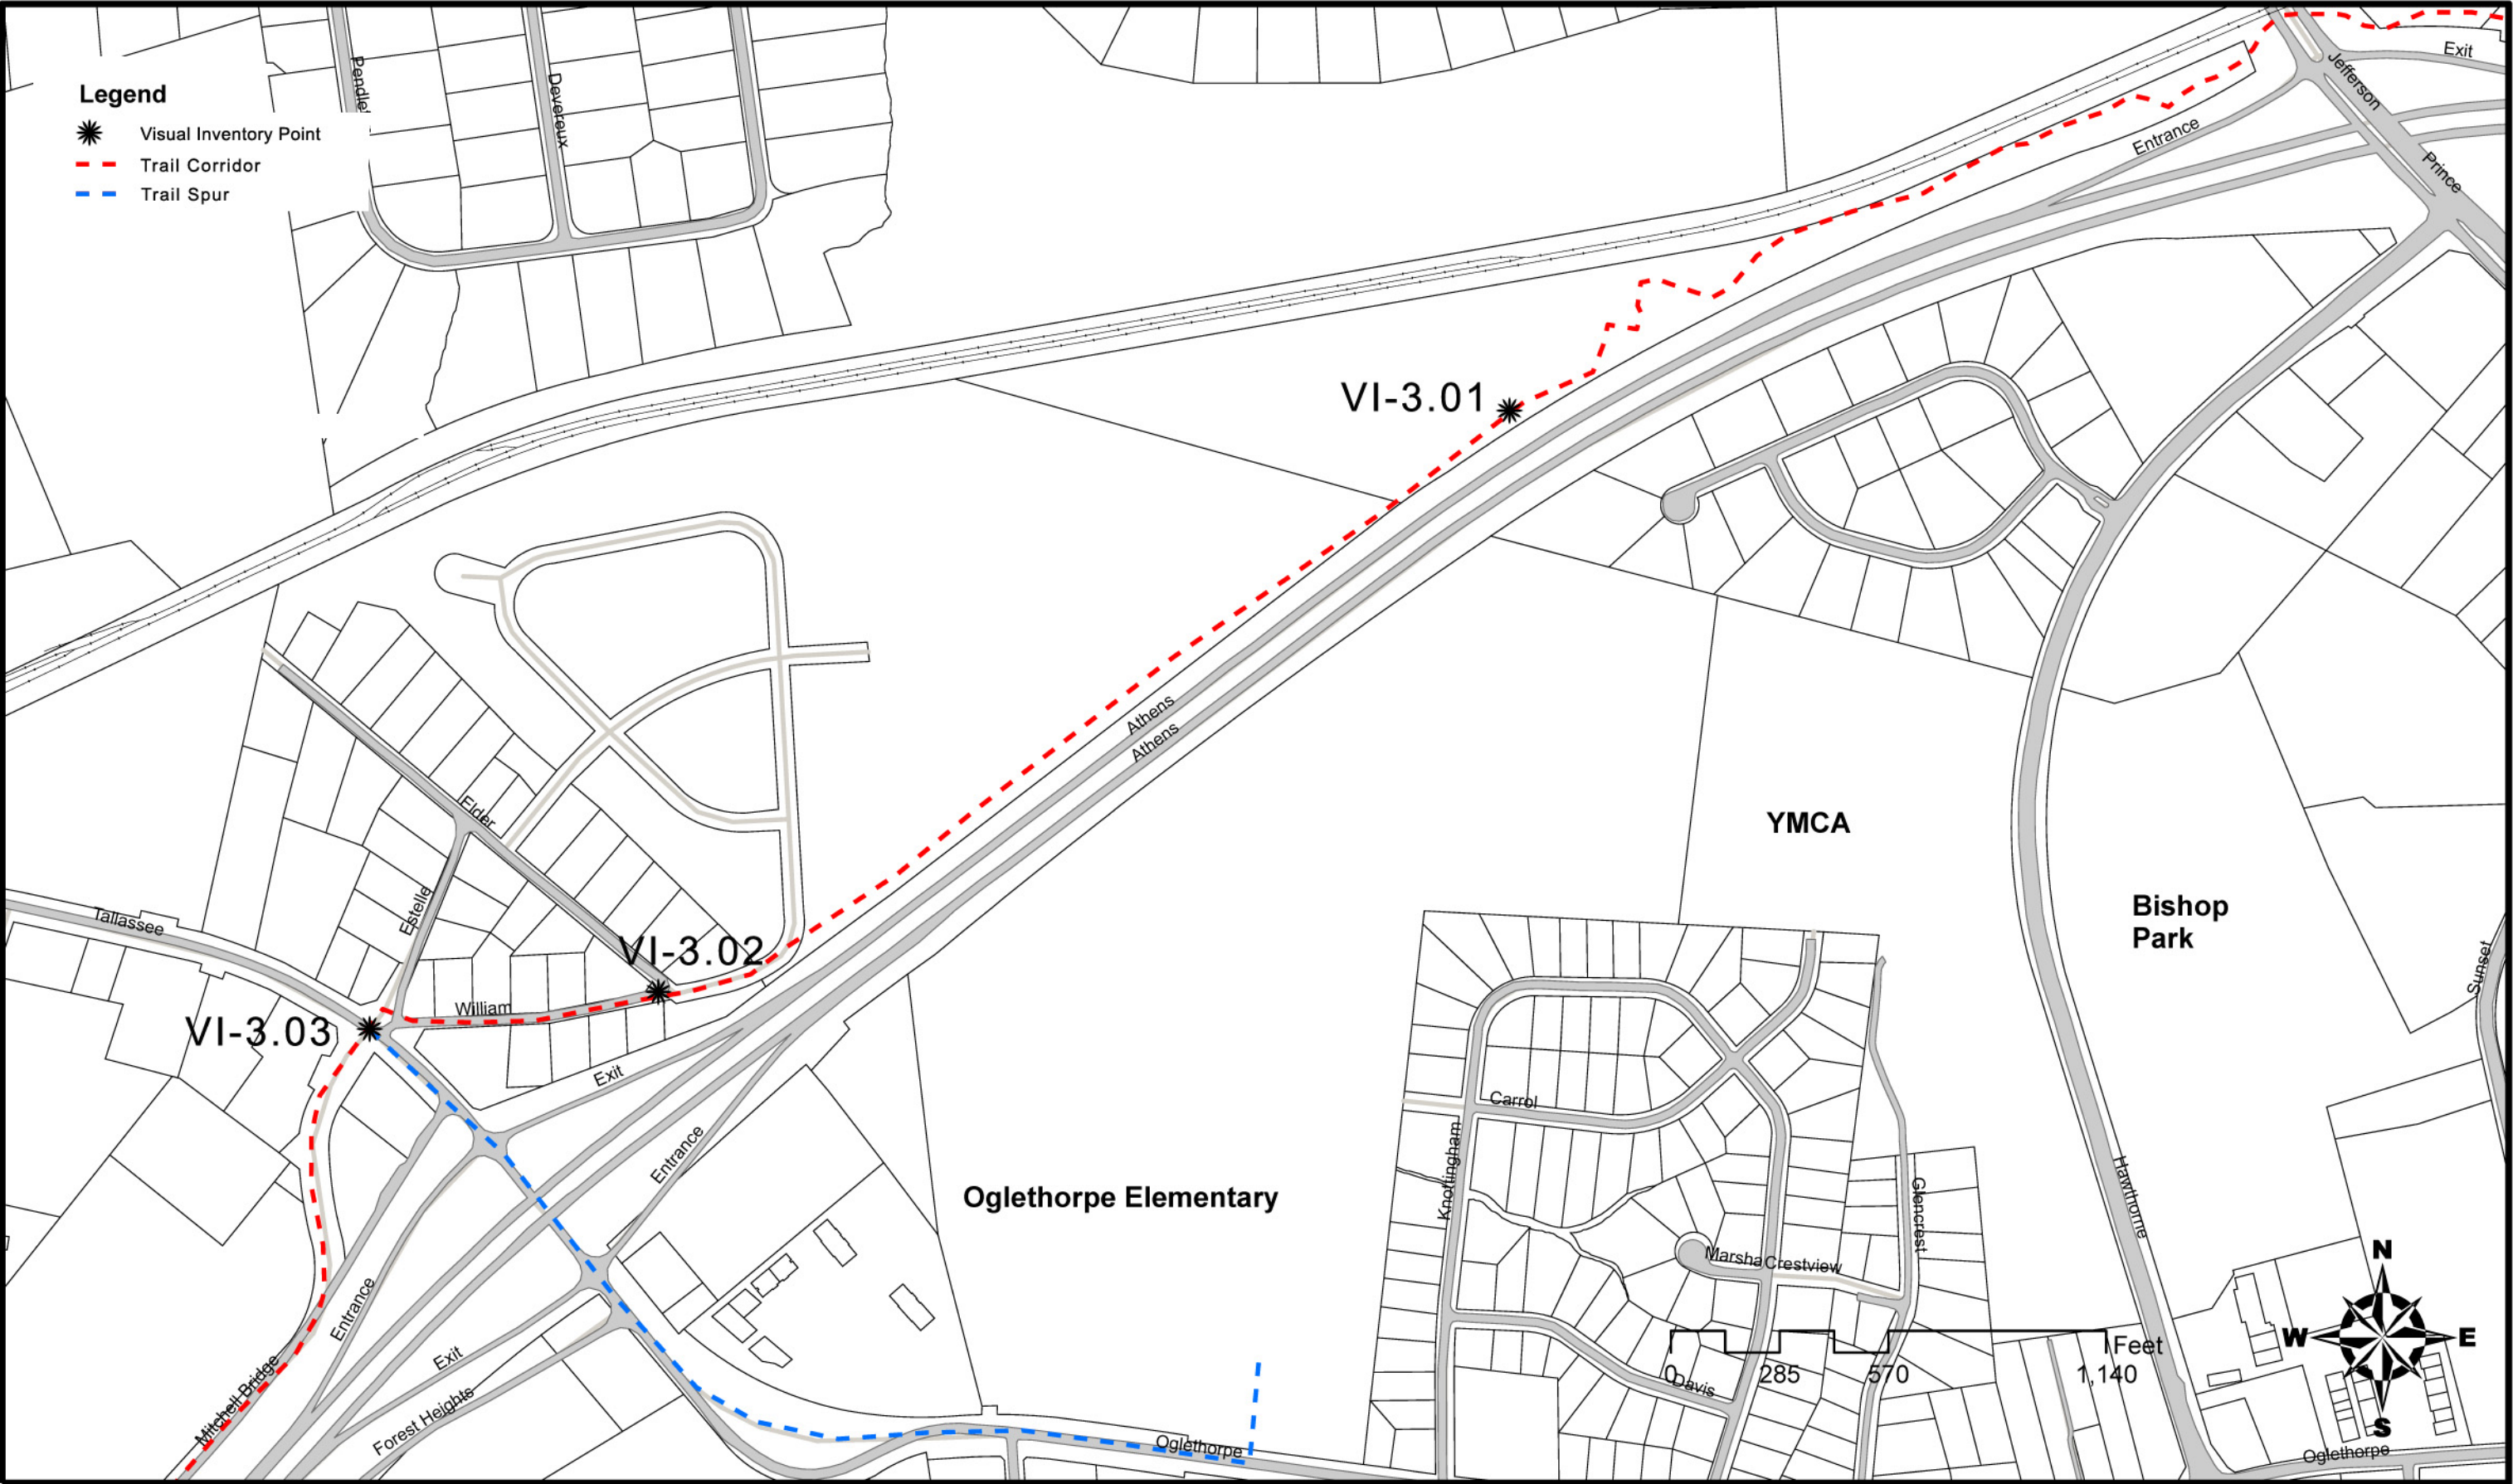 Legend
Visual Inventory Point
Trail Corridor
Trail Spur
Devereux
Exit
Jefferson
Entrance
Prince
VI-3.01
Athens
Athens
Elder
YMCA
Estelle
Tallassee
Bishop
Park
VI-3.02
Sunset
William
VI-3.03
Exit
Carrol
Entrance
Knottingham
Oglethorpe Elementary
Glencrest
Hawthorne
Marsha
Crestview
Entrance
N
W
E
S
Feet
0
285
570
1,140
Exit
Davis
Mitchell Bridge
Forest Heights
Oglethorpe
Oglethorpe